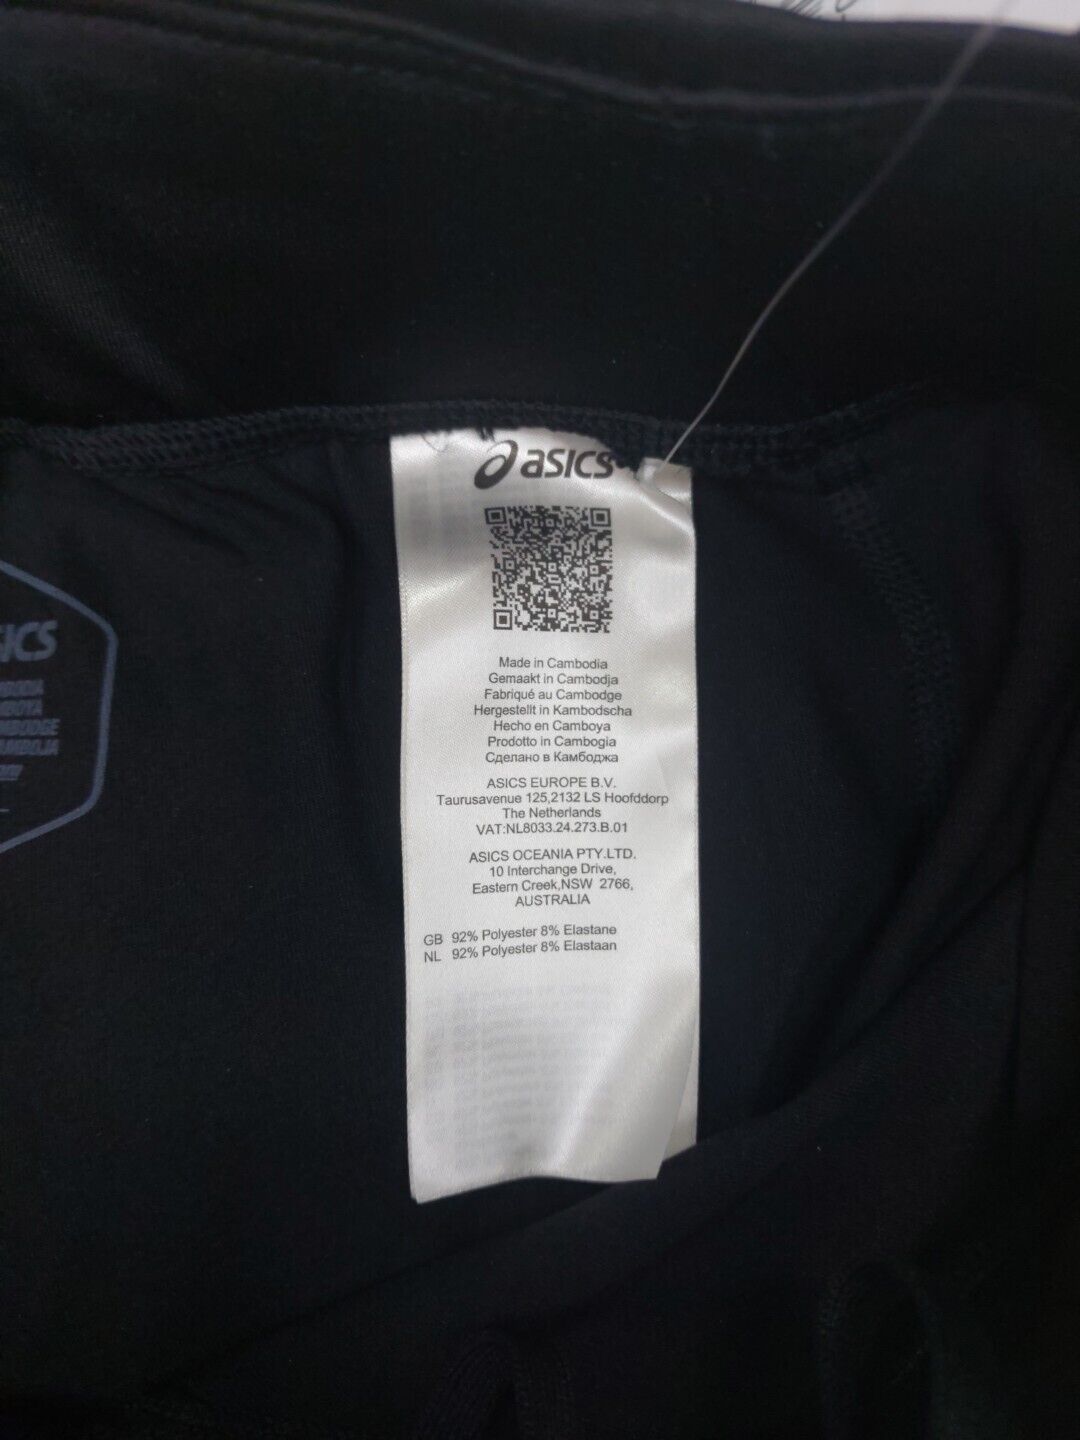 asics
Made in Cambodia
Gemaakt in Cambodja
Fabriqué au Cambodge
Hergestellt in Kambodscha
Hecho en Camboya
Prodotto in Cambogia
Сделано в Камбоджа
ASICS EUROPE B.V.
Taurusavenue 125,2132 LS Hoofddorp
The Netherlands
VAT:NL8033.24.273.B.01
ASICS OCEANIA PTY.LTD.
10 Interchange Drive,
Eastern Creek,NSW 2766,
AUSTRALIA
GB 92% Polyester 8% Elastane
NL 92% Polyester 8% Elastaan